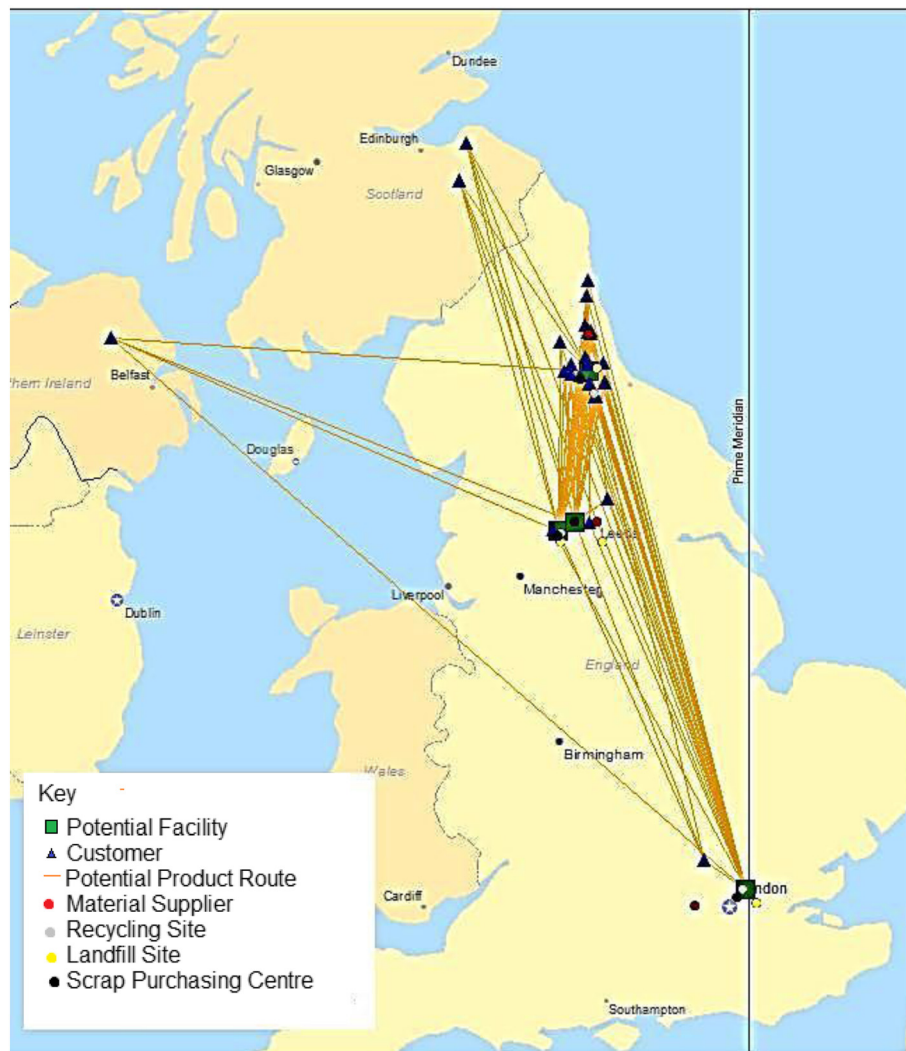 Dundee
Edinburgh
Glasgow
Scotland
Belfast
hern Ireland
Douglas
Prime Meridian
Leeds
Manchester
Liverpool
Dublin
Leinster
England
Birmingham
Wales
Key
Potential Facility
Customer
Potential Product Route
Material Supplier
Recycling Site
Landfill Site
Scrap Purchasing Centre
Cardiff
ndon
Southampton